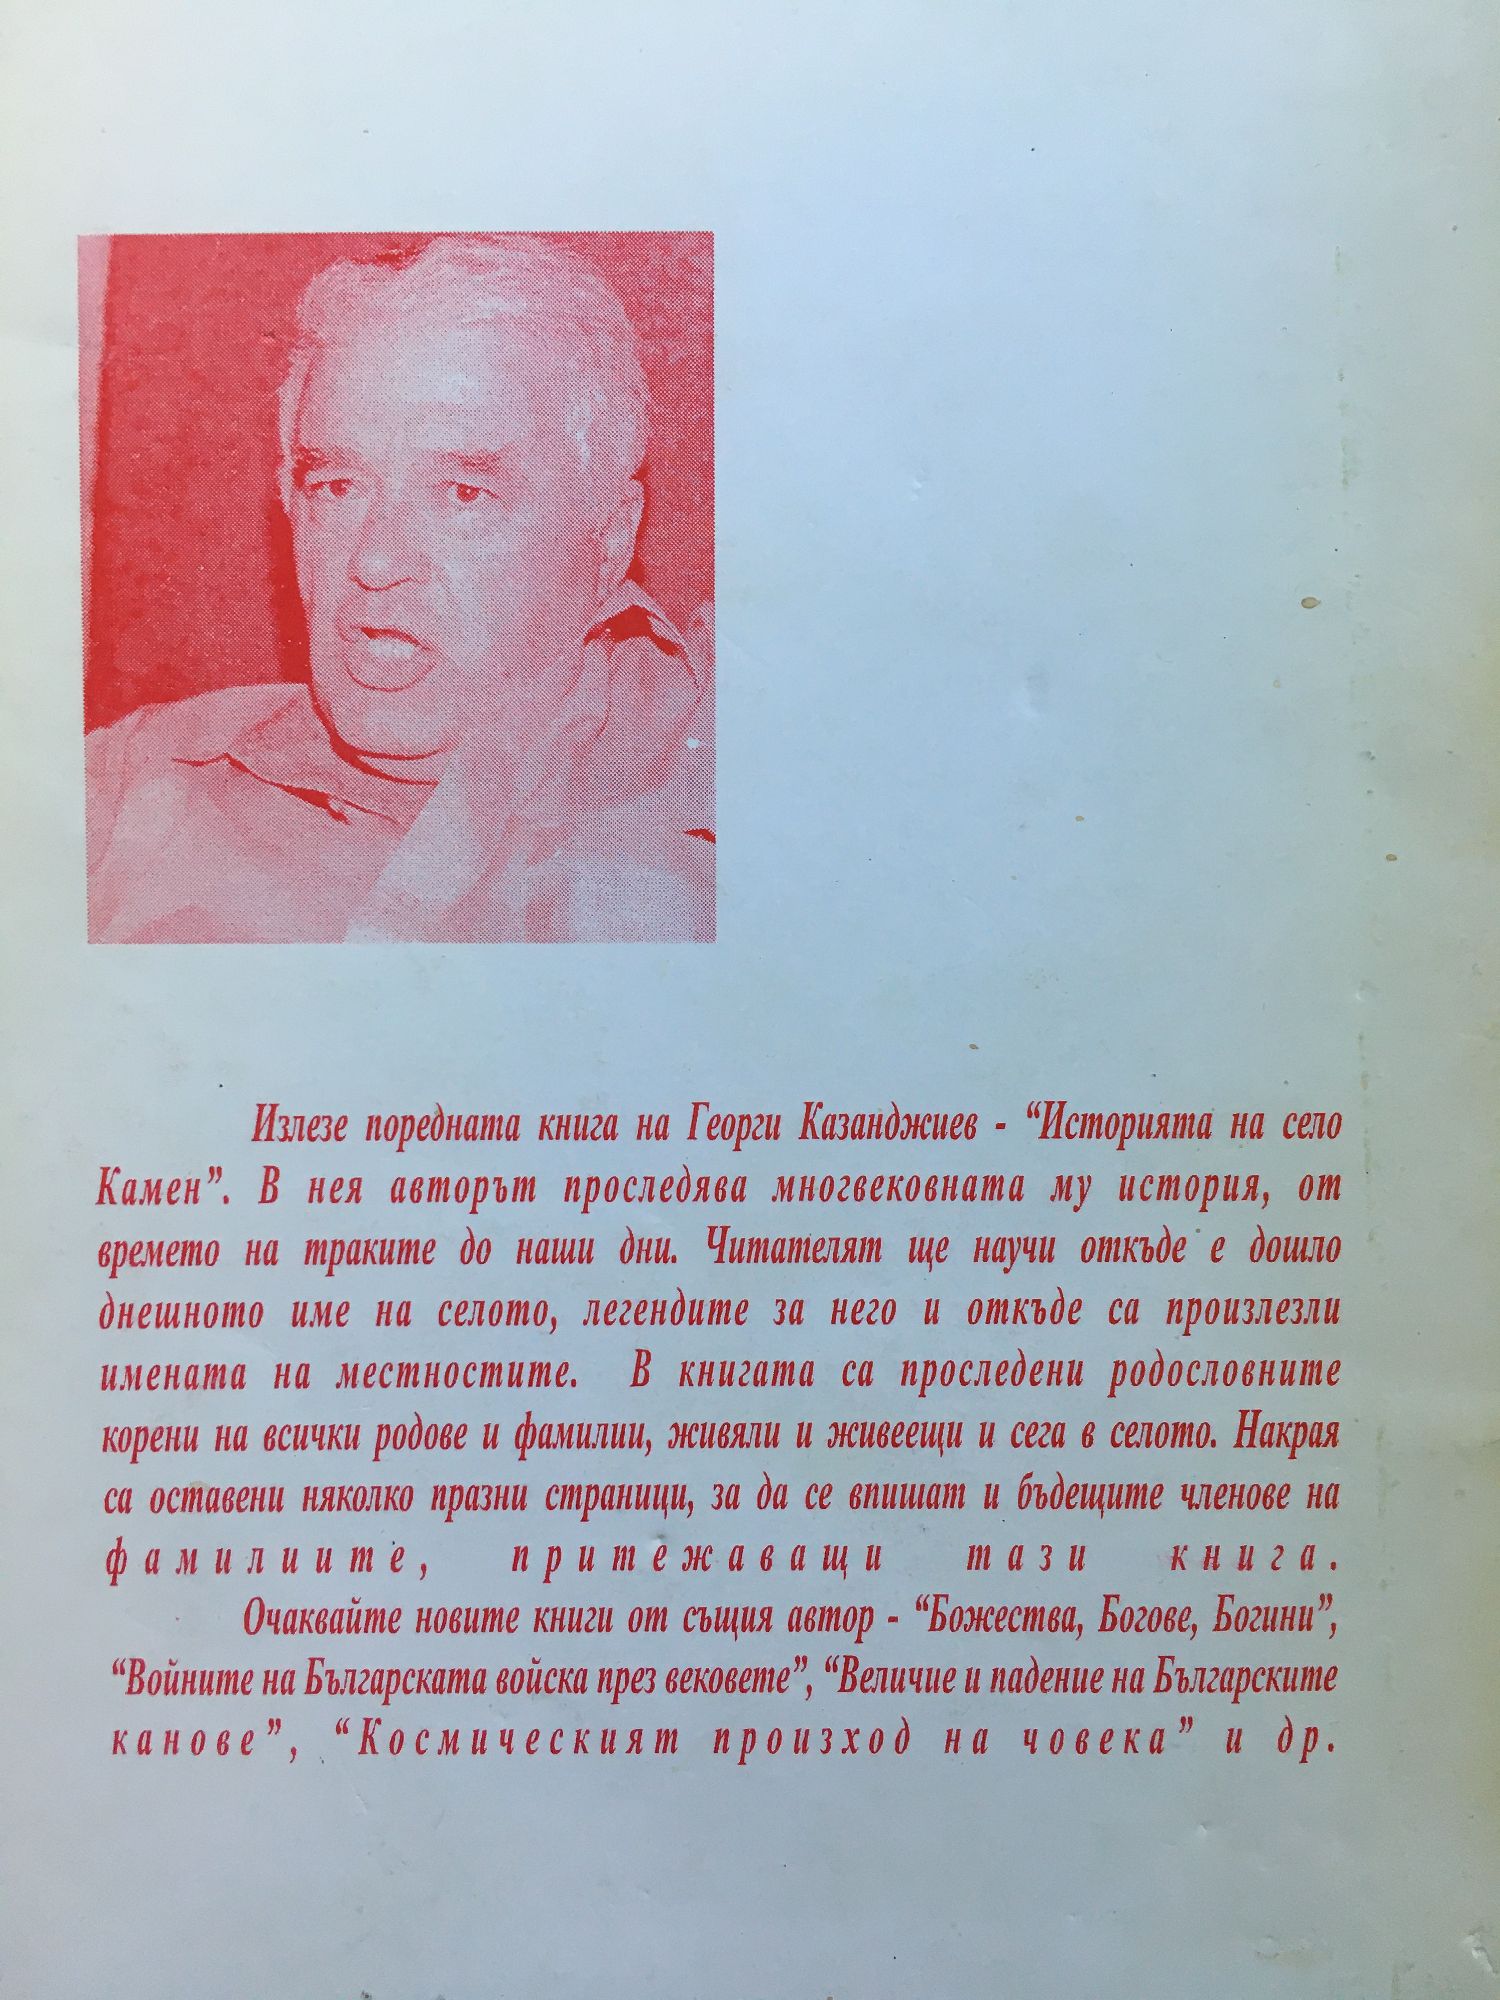 Излезе поредната книга на Георги Казанджиев - “Историята на село
Камен”. В нея авторът проследява многвековната му история, от
времето на траките до наши дни. Читателят ще научи откъде е дошло
днешното име на селото, легендите за него и откъде са произлезли
имената на местностите. В книгата са проследени родословните
корени на всички родове и фамилии, живяли и живеещи и сега в селото. Накрая
са оставени няколко празни страници, за да се впишат и бъдещите членове на
фамилиите, притежаващи тази книга.
Очаквайте новите книги от същия автор - “Божества, Богове, Богини”,
“Войните на Българската войска през вековете”, “Величие и падение на Българските
канове”, “Космическият произход на човека” и др.